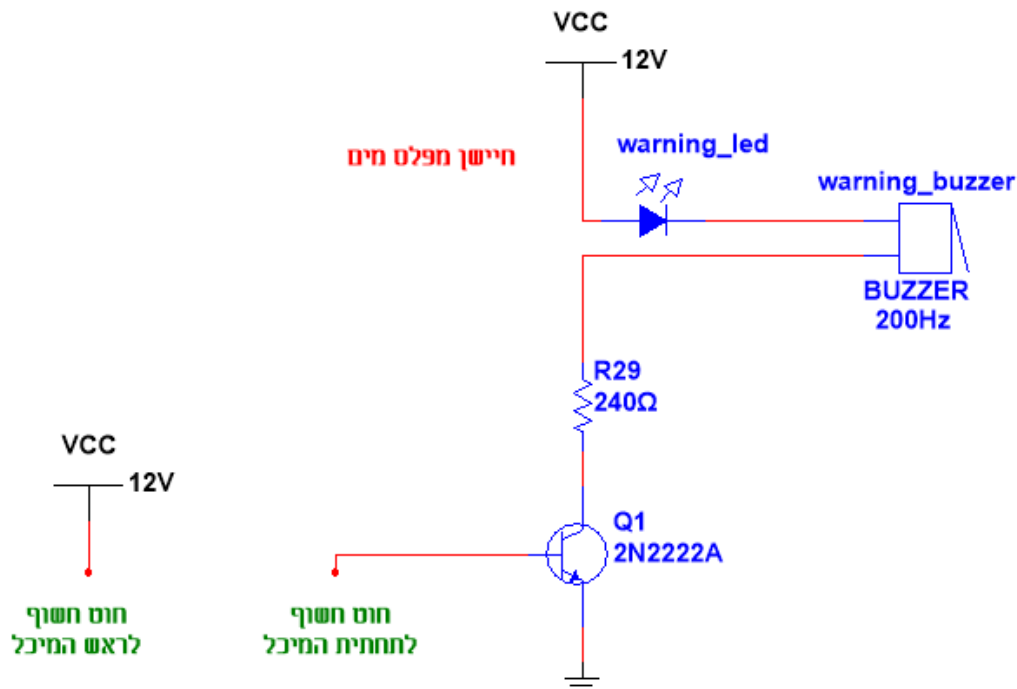 VCC
12V
חיישן מפלס מים
warning_led
warning_buzzer
BUZZER
200Hz
R29
240Ω
VCC
12V
Q1
2N2222A
חוט חשוף
לראש המיכל
חוט חשוף
לתחתית המיכל